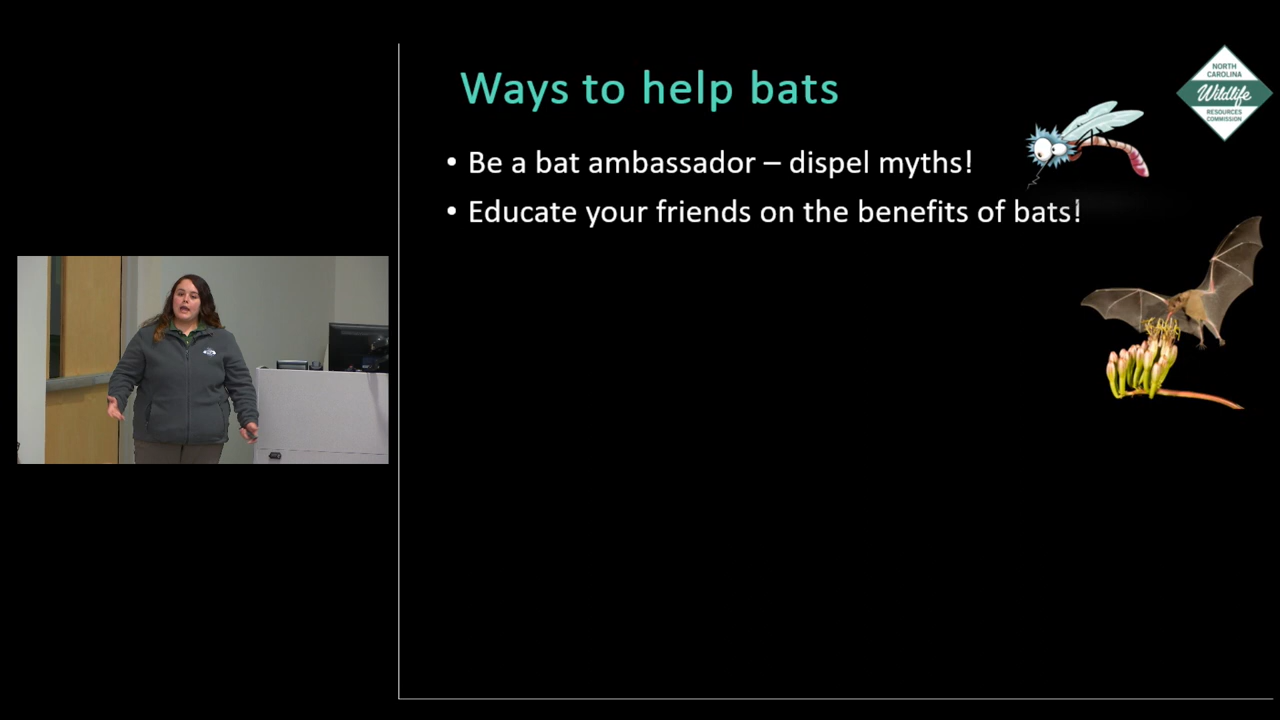 Ways to help bats
• Be a bat ambassador – dispel myths!
• Educate your friends on the benefits of bats!
NORTH
CAROLINA
Wildlife
RESOURCES
COMMISSION